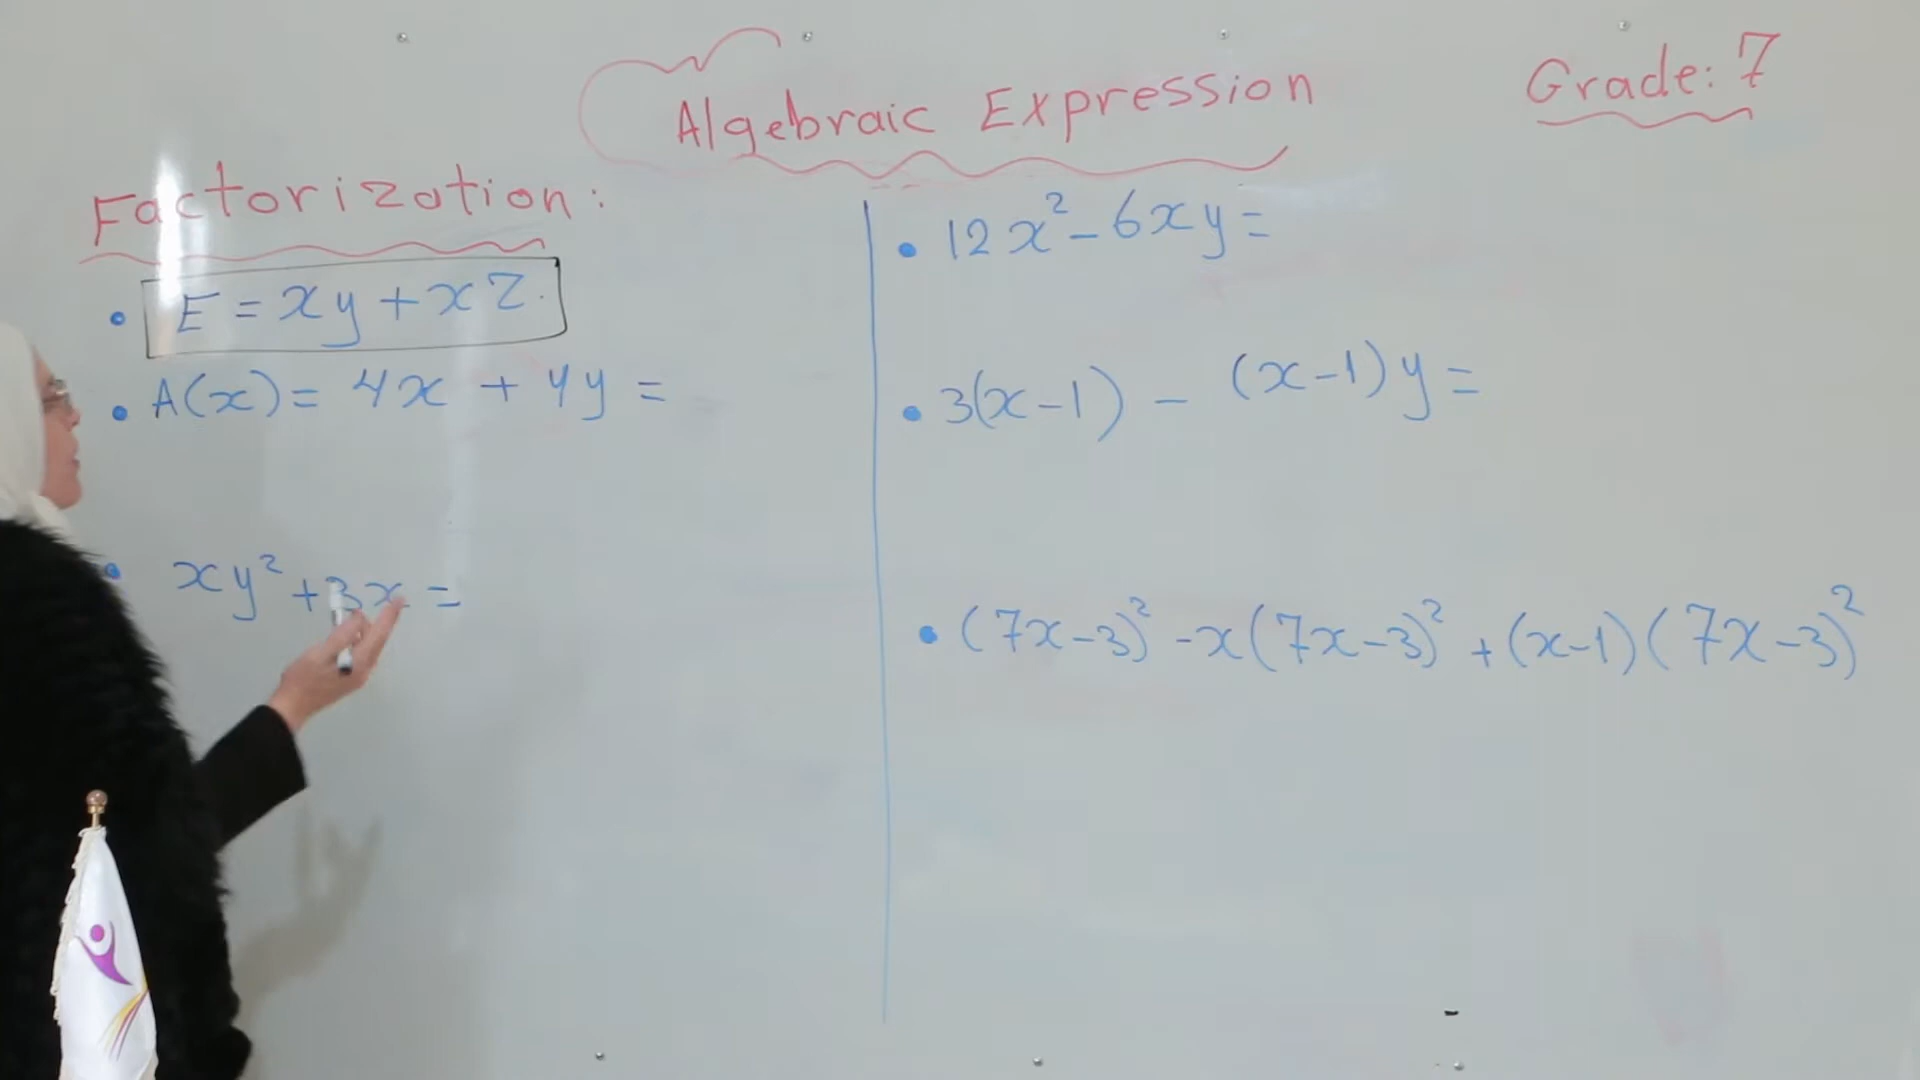 Algebraic Expression
Grade: 7
Factorization:
• E = xy + xz.
• A(x) = 4x + 4y =
• xy² + 3x =
• 12x² - 6xy =
• 3(x-1) - (x-1)y =
• (7x-3)² - x(7x-3)² + (x-1)(7x-3)²